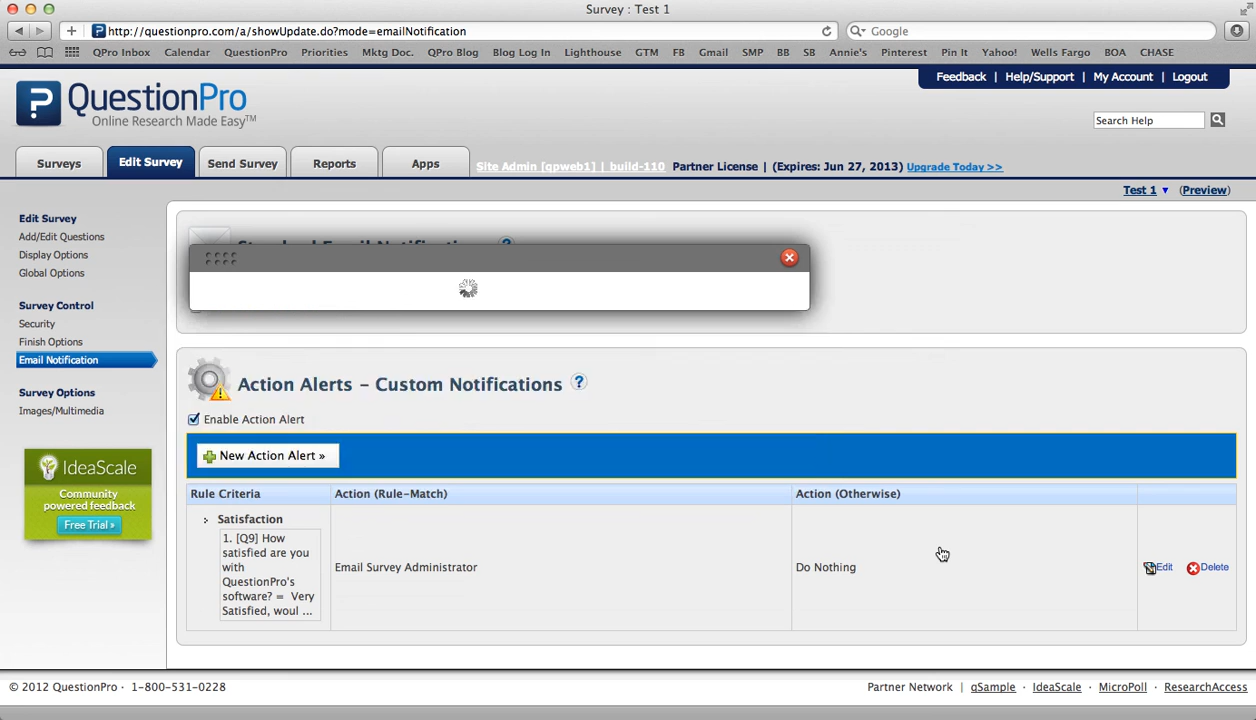 Survey : Test 1
http://questionpro.com/a/showUpdate.do?mode=emailNotification
Google
QPro Inbox Calendar QuestionPro Priorities Mktg Doc. QPro Blog Blog Log In Lighthouse GTM FB Gmail SMP BB SB Annie's Pinterest Pin It Yahoo! Wells Fargo BOA CHASE
Feedback | Help/Support | My Account | Logout
QuestionPro
Online Research Made Easy™
Search Help
Surveys Edit Survey Send Survey Reports Apps
Site Admin [qpweb1] | build-110 Partner License | (Expires: Jun 27, 2013) Upgrade Today >>
Test 1 ▼ (Preview)
Edit Survey
Add/Edit Questions
Display Options
Global Options
Survey Control
Security
Finish Options
Email Notification
Survey Options
Images/Multimedia
IdeaScale
Community
powered feedback
Free Trial »
Standard Email Notification
Action Alerts – Custom Notifications
Enable Action Alert
New Action Alert »
Rule Criteria Action (Rule-Match) Action (Otherwise)
Satisfaction
1. [Q9] How
satisfied are you
with
QuestionPro's
software? = Very
Satisfied, woul ...
Email Survey Administrator Do Nothing Edit Delete
© 2012 QuestionPro · 1-800-531-0228
Partner Network | qSample · IdeaScale · MicroPoll · ResearchAccess